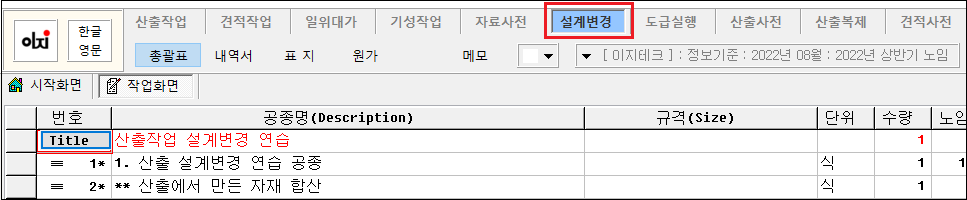 이지 한글 영문 산출작업 견적작업 일위대가 기성작업 자료사전 설계변경 도급실행 산출사전 산출복제 견적사전
총괄표 내역서 표 지 원가 메모 [ 이지테크 ] : 정보기준 : 2022년 08월 : 2022년 상반기 노임
시작화면 작업화면
번호 공종명(Description) 규격(Size) 단위 수량 노임
Title 산출작업 설계변경 연습 1
1* 1. 산출 설계변경 연습 공종 식 1 1
2* ** 산출에서 만든 자재 합산 식 1